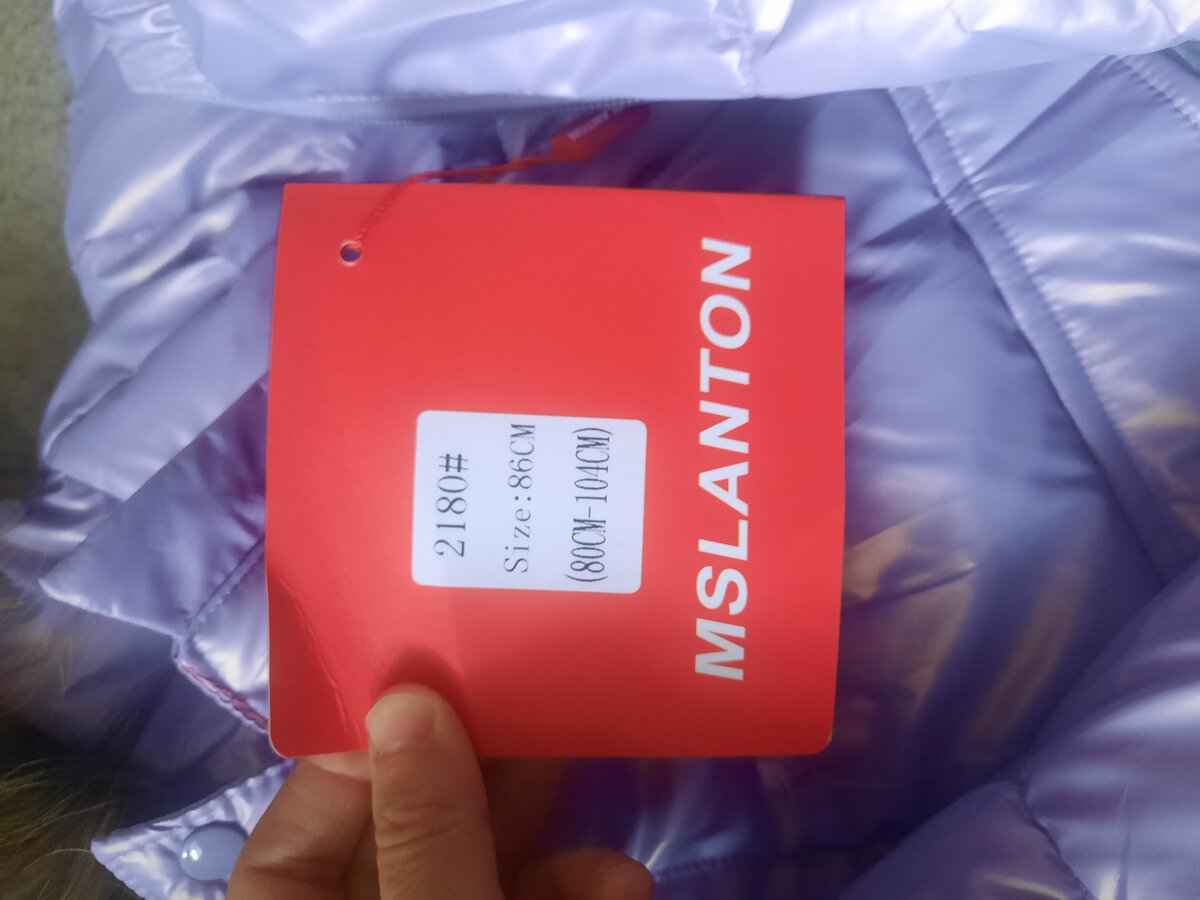 2180#
Size:86CM
(80CM-104CM)
MSLANTON